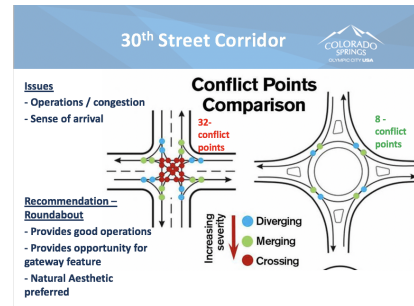 30th Street Corridor
COLORADO
SPRINGS
OLYMPIC CITY USA
Issues
- Operations / congestion
- Sense of arrival
Recommendation –
Roundabout
- Provides good operations
- Provides opportunity for
gateway feature
- Natural Aesthetic
preferred
Conflict Points
Comparison
32-
conflict
points
8 -
conflict
points
Increasing
severity
Diverging
Merging
Crossing